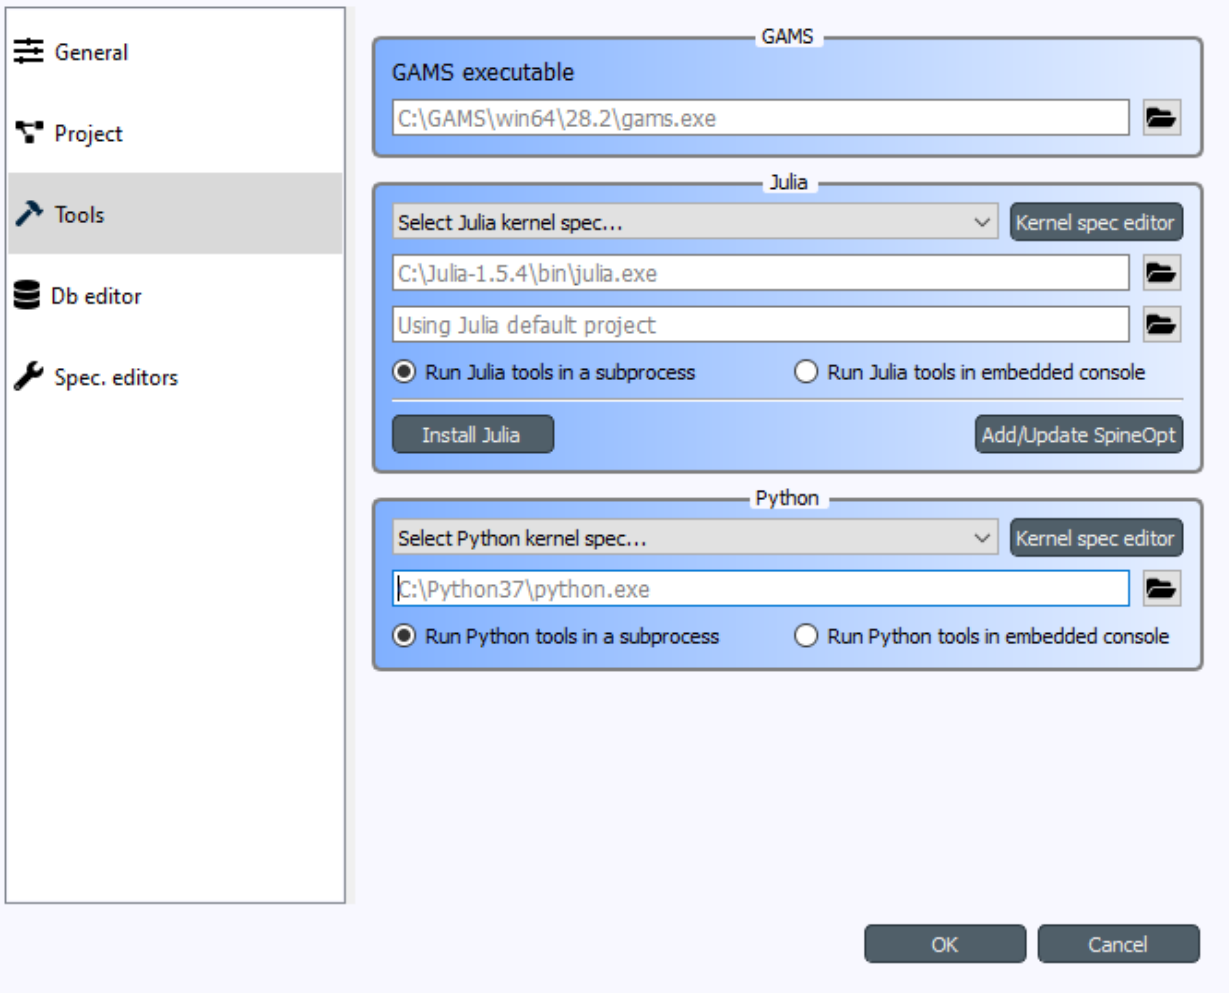 General
Project
Tools
Db editor
Spec. editors
GAMS
GAMS executable
C:\GAMS\win64\28.2\gams.exe
Julia
Select Julia kernel spec...
Kernel spec editor
C:\Julia-1.5.4\bin\julia.exe
Using Julia default project
Run Julia tools in a subprocess
Run Julia tools in embedded console
Install Julia
Add/Update SpineOpt
Python
Select Python kernel spec...
Kernel spec editor
C:\Python37\python.exe
Run Python tools in a subprocess
Run Python tools in embedded console
OK
Cancel